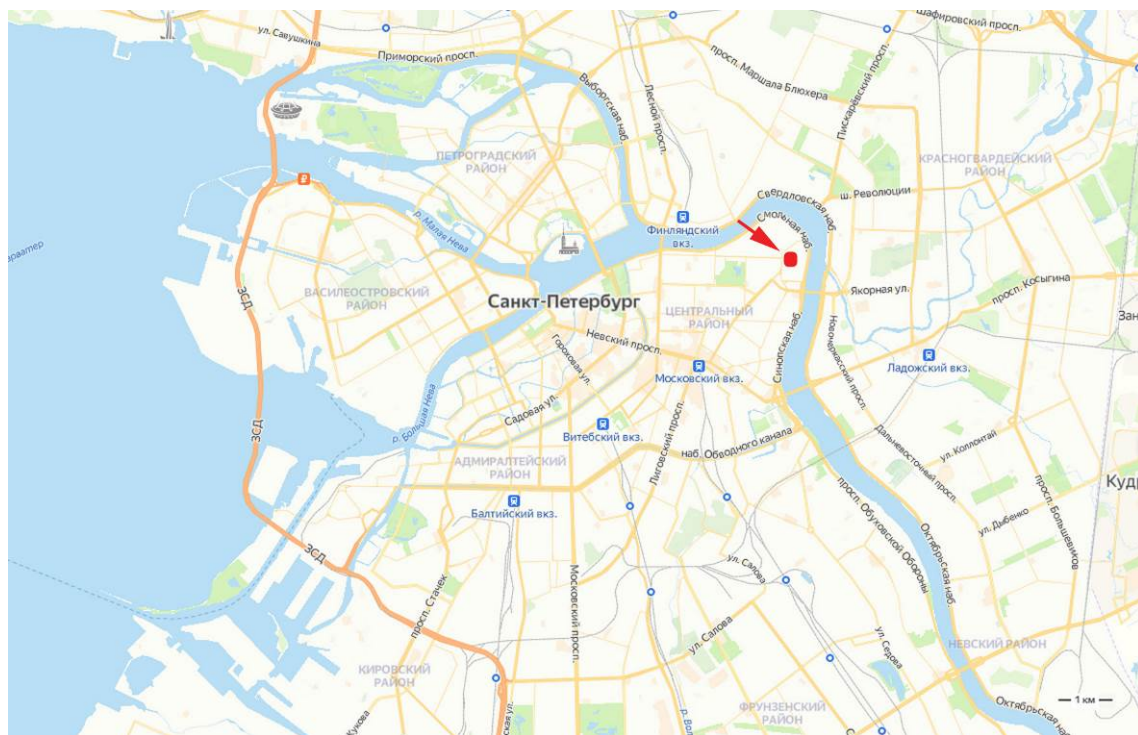 Шафировский просп.
ул. Савушкина
Приморский просп.
просп. Маршала Блюхера
Пискарёвский просп.
Выборгская наб.
Лесной просп.
ПЕТРОГРАДСКИЙ
РАЙОН
КРАСНОГВАРДЕЙСКИЙ
РАЙОН
Свердловская наб.
ш. Революции
р. Малая Нева
Смольная наб.
Финляндский
вкз.
ВАСИЛЕОСТРОВСКИЙ
РАЙОН
ЗСД
Санкт-Петербург
ЦЕНТРАЛЬНЫЙ
РАЙОН
Якорная ул.
просп. Косыгина
Зан
Невский просп.
Гороховая ул.
Синопская наб.
Новочеркасский просп.
Московский вкз.
Ладожский вкз.
ЗСД
р. Большая Нева
Садовая ул.
Витебский вкз.
Лиговский просп.
наб. Обводного канала
Дальневосточный просп.
ул. Коллонтай
АДМИРАЛТЕЙСКИЙ
РАЙОН
Балтийский вкз.
просп. Обуховской Обороны
Октябрьская наб.
ул. Дыбенко
просп. Большевиков
Куд
ЗСД
просп. Стачек
Московский просп.
ул. Салова
ул. Салова
ул. Седова
НЕВСКИЙ РАЙОН
КИРОВСКИЙ
РАЙОН
ФРУНЗЕНСКИЙ
РАЙОН
1 км
Октябрьская
наб.